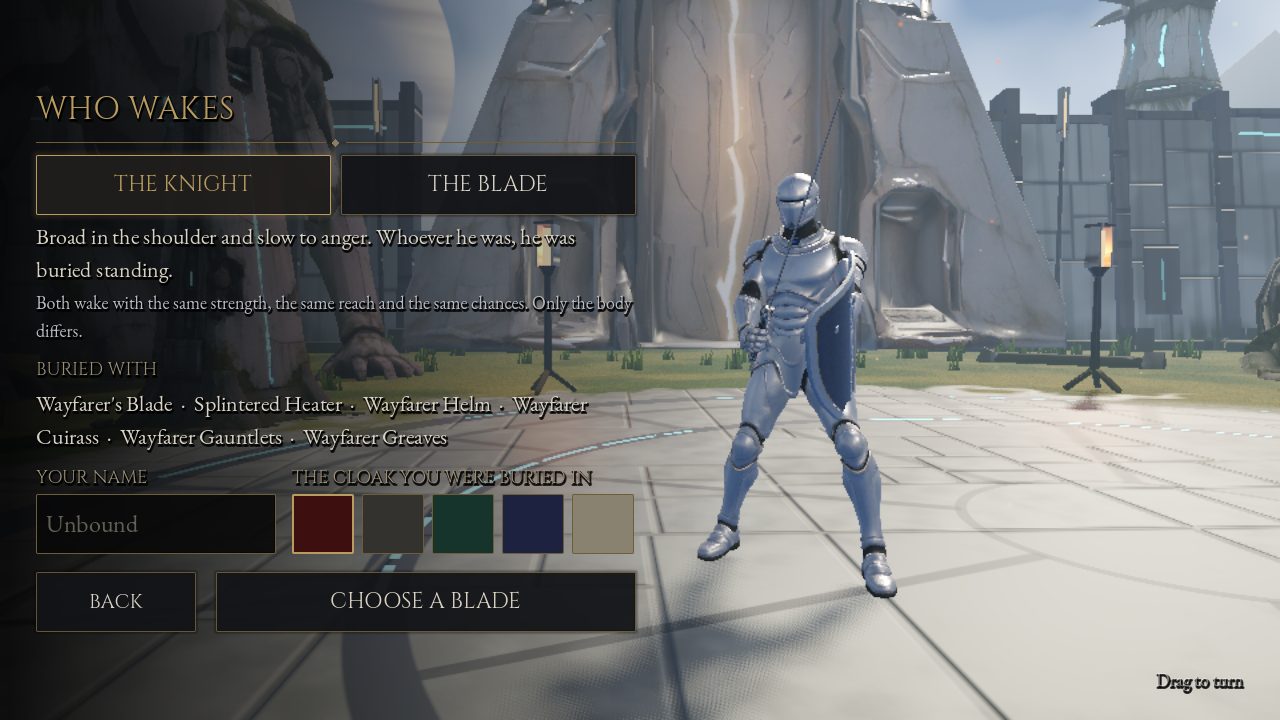 WHO WAKES
THE KNIGHT
THE BLADE
Broad in the shoulder and slow to anger. Whoever he was, he was
buried standing.
Both wake with the same strength, the same reach and the same chances. Only the body
differs.
BURIED WITH
Wayfarer's Blade · Splintered Heater · Wayfarer Helm · Wayfarer
Cuirass · Wayfarer Gauntlets · Wayfarer Greaves
YOUR NAME
THE CLOAK YOU WERE BURIED IN
Unbound
BACK
CHOOSE A BLADE
Drag to turn